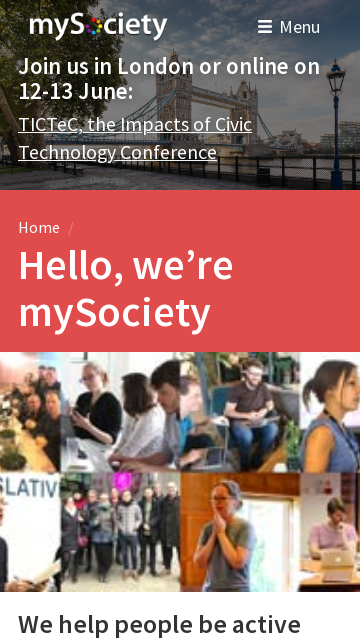 mySociety
Menu
Join us in London or online on
12-13 June:
TICTeC, the Impacts of Civic
Technology Conference
Home /
Hello, we’re
mySociety
SLATIV
We help people be active